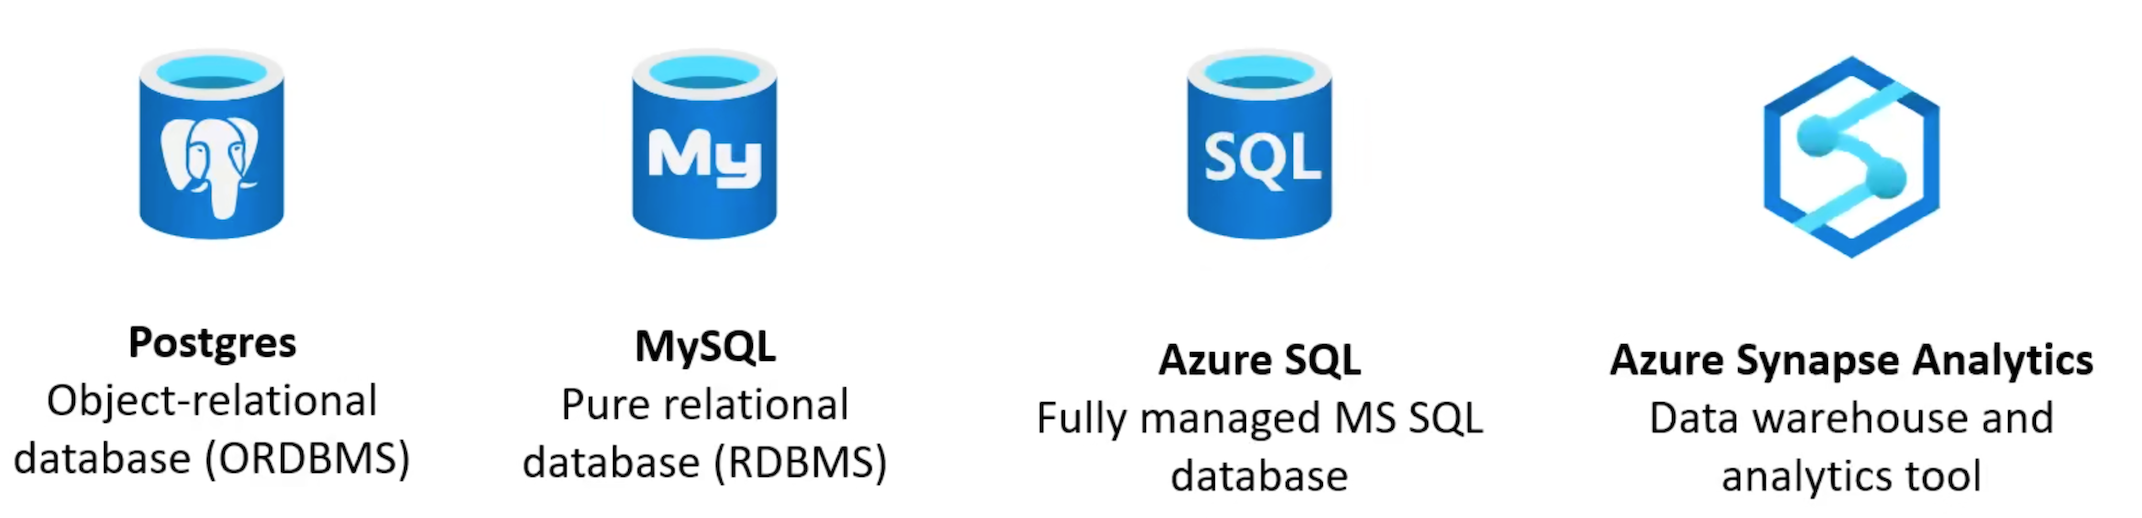 My
SQL
Postgres
Object-relational
database (ORDBMS)
MySQL
Pure relational
database (RDBMS)
Azure SQL
Fully managed MS SQL
database
Azure Synapse Analytics
Data warehouse and
analytics tool